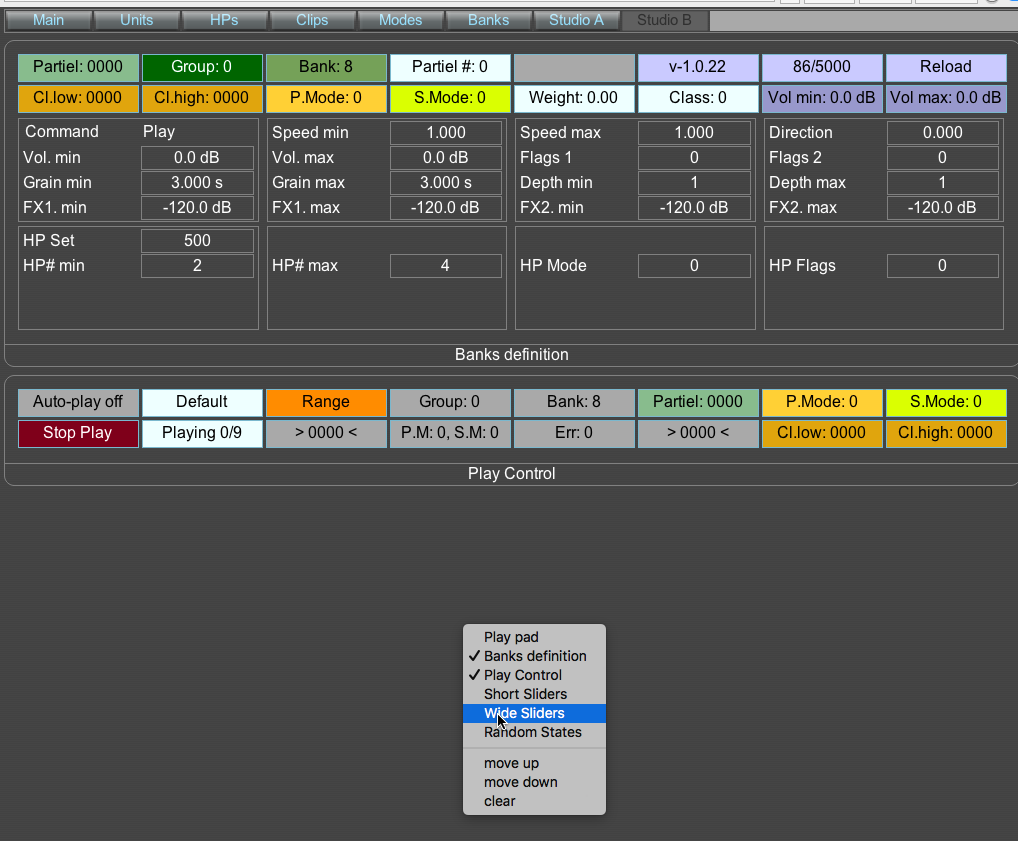 Main Units HPs Clips Modes Banks Studio A Studio B
Partiel: 0000 Group: 0 Bank: 8 Partiel #: 0 v-1.0.22 86/5000 Reload
Cl.low: 0000 Cl.high: 0000 P.Mode: 0 S.Mode: 0 Weight: 0.00 Class: 0 Vol min: 0.0 dB Vol max: 0.0 dB
Command Play Speed min 1.000 Speed max 1.000 Direction 0.000
Vol. min 0.0 dB Vol. max 0.0 dB Flags 1 0 Flags 2 0
Grain min 3.000 s Grain max 3.000 s Depth min 1 Depth max 1
FX1. min -120.0 dB FX1. max -120.0 dB FX2. min -120.0 dB FX2. max -120.0 dB
HP Set 500
HP# min 2 HP# max 4 HP Mode 0 HP Flags 0
Banks definition
Auto-play off Default Range Group: 0 Bank: 8 Partiel: 0000 P.Mode: 0 S.Mode: 0
Stop Play Playing 0/9 > 0000 < P.M: 0, S.M: 0 Err: 0 > 0000 < Cl.low: 0000 Cl.high: 0000
Play Control
Play pad
✓ Banks definition
✓ Play Control
Short Sliders
Wide Sliders
Random States
move up
move down
clear